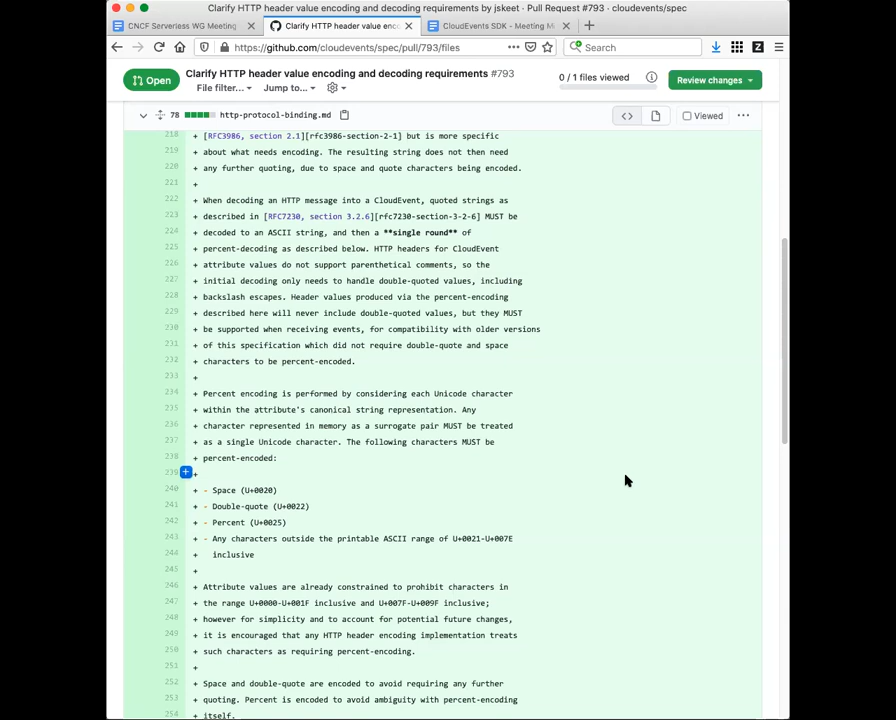 Clarify HTTP header value encoding and decoding requirements by jskeet · Pull Request #793 · cloudevents/spec
CNCF Serverless WG Meeting
Clarify HTTP header value enc
CloudEvents SDK - Meeting M
https://github.com/cloudevents/spec/pull/793/files
Search
Open
Clarify HTTP header value encoding and decoding requirements #793
File filter...
Jump to...
0 / 1 files viewed
Review changes
78
http-protocol-binding.md
Viewed
218 + [RFC3986, section 2.1][rfc3986-section-2-1] but is more specific
219 + about what needs encoding. The resulting string does not then need
220 + any further quoting, due to space and quote characters being encoded.
221 +
222 + When decoding an HTTP message into a CloudEvent, quoted strings as
223 + described in [RFC7230, section 3.2.6][rfc7230-section-3-2-6] MUST be
224 + decoded to an ASCII string, and then a **single round** of
225 + percent-decoding as described below. HTTP headers for CloudEvent
226 + attribute values do not support parenthetical comments, so the
227 + initial decoding only needs to handle double-quoted values, including
228 + backslash escapes. Header values produced via the percent-encoding
229 + described here will never include double-quoted values, but they MUST
230 + be supported when receiving events, for compatibility with older versions
231 + of this specification which did not require double-quote and space
232 + characters to be percent-encoded.
233 +
234 + Percent encoding is performed by considering each Unicode character
235 + within the attribute's canonical string representation. Any
236 + character represented in memory as a surrogate pair MUST be treated
237 + as a single Unicode character. The following characters MUST be
238 + percent-encoded:
239 +
240 + - Space (U+0020)
241 + - Double-quote (U+0022)
242 + - Percent (U+0025)
243 + - Any characters outside the printable ASCII range of U+0021-U+007E
244 + inclusive
245 +
246 + Attribute values are already constrained to prohibit characters in
247 + the range U+0000-U+001F inclusive and U+007F-U+009F inclusive;
248 + however for simplicity and to account for potential future changes,
249 + it is encouraged that any HTTP header encoding implementation treats
250 + such characters as requiring percent-encoding.
251 +
252 + Space and double-quote are encoded to avoid requiring any further
253 + quoting. Percent is encoded to avoid ambiguity with percent-encoding
254 + itself.